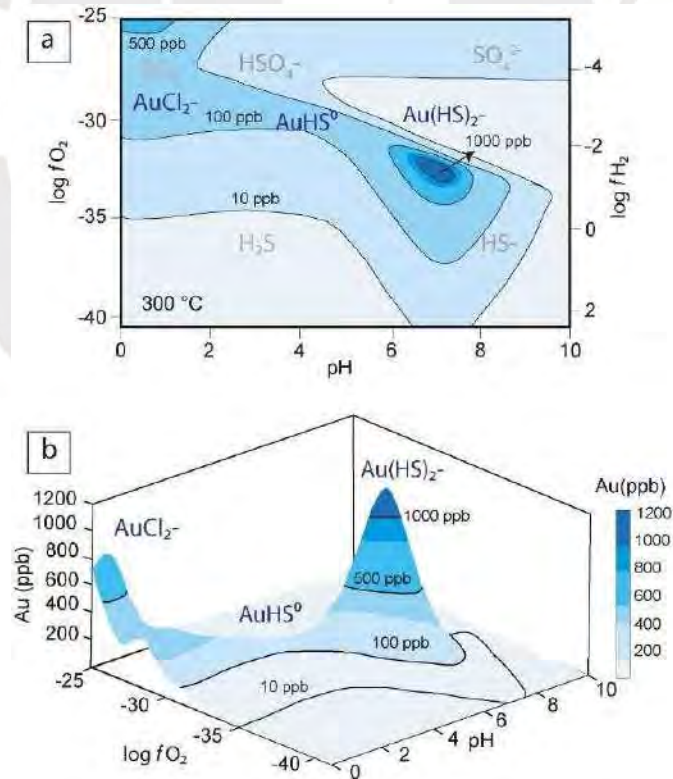 a
-25
-30
-35
-40
log fO2
500 ppb
HSO4-
SO4 2-
AuCl2-
100 ppb
AuHS0
Au(HS)2-
1000 ppb
10 ppb
H2S
HS-
300 °C
0
2
4
6
8
10
pH
-4
-2
0
2
log fH2
b
Au(HS)2-
Au(ppb)
1200
1000
800
600
400
200
Au (ppb)
AuCl2-
1000 ppb
500 ppb
AuHS0
100 ppb
10 ppb
1200
1000
800
600
400
200
-25
-30
-35
-40
log fO2
0
2
4
6
8
10
pH